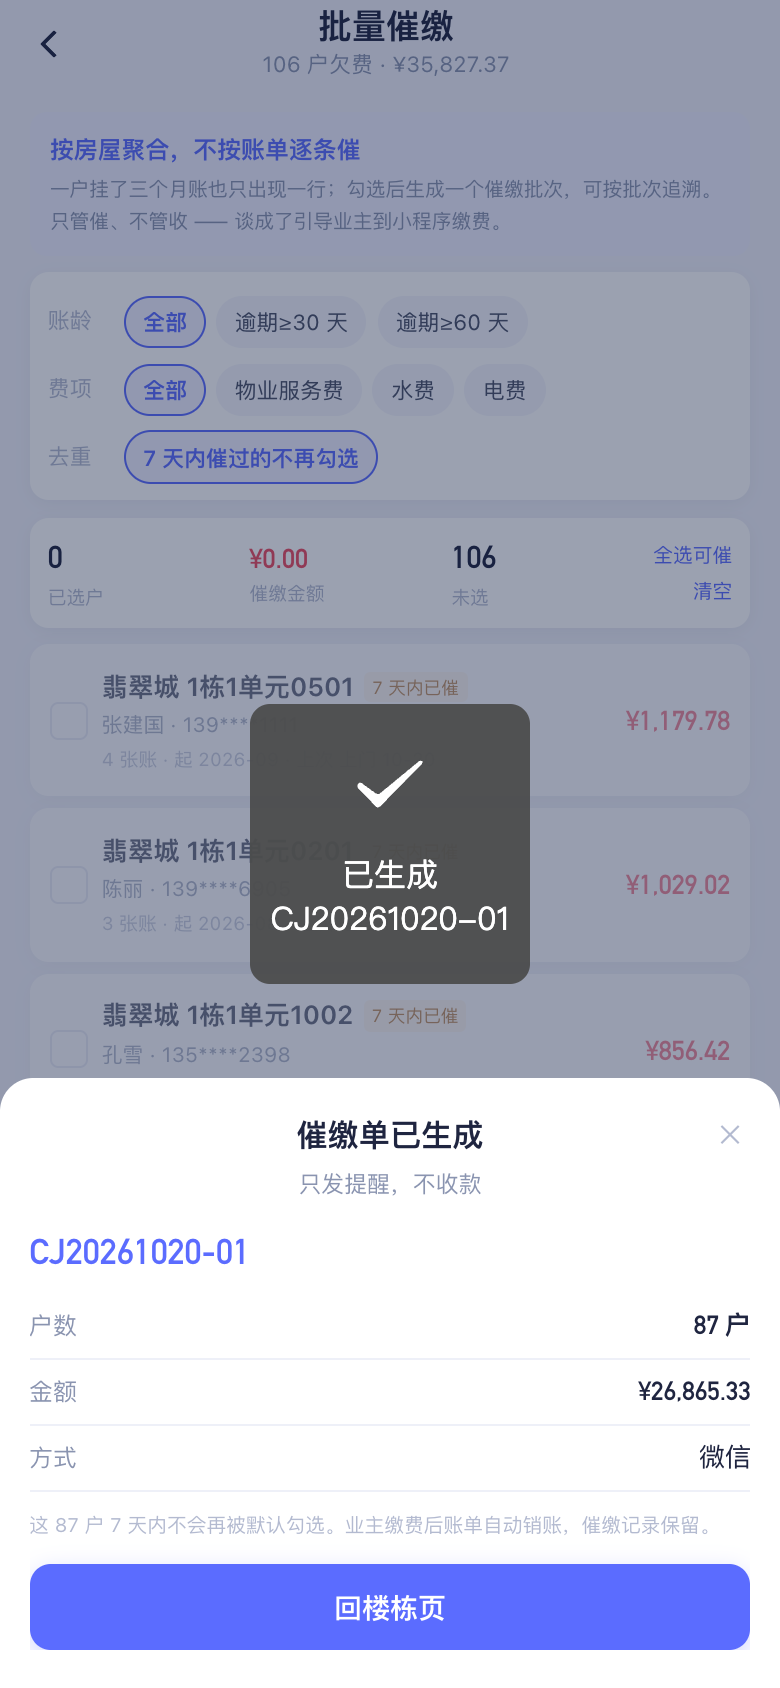 批量催缴
106 户欠费 · ¥35,827.37
按房屋聚合，不按账单逐条催
一户挂了三个月账也只出现一行；勾选后生成一个催缴批次，可按批次追溯。
只管催、不管收 —— 谈成了引导业主到小程序缴费。
账龄 全部 逾期≥30 天 逾期≥60 天
费项 全部 物业服务费 水费 电费
去重 7 天内催过的不再勾选
0 ¥0.00 106 全选可催
已选户 催缴金额 未选 清空
翡翠城 1栋1单元0501 7 天内已催
张建国 · 139***
¥1,179.78
4 张账 · 起 2026-
翡翠城 1栋1单元0201
陈丽 · 139****6
¥1,029.02
3 张账 · 起 2026-
已生成
CJ20261020-01
翡翠城 1栋1单元1002 7 天内已催
孔雪 · 135****2398
¥856.42
催缴单已生成
只发提醒，不收款
CJ20261020-01
户数 87 户
金额 ¥26,865.33
方式 微信
这 87 户 7 天内不会再被默认勾选。业主缴费后账单自动销账，催缴记录保留。
回楼栋页